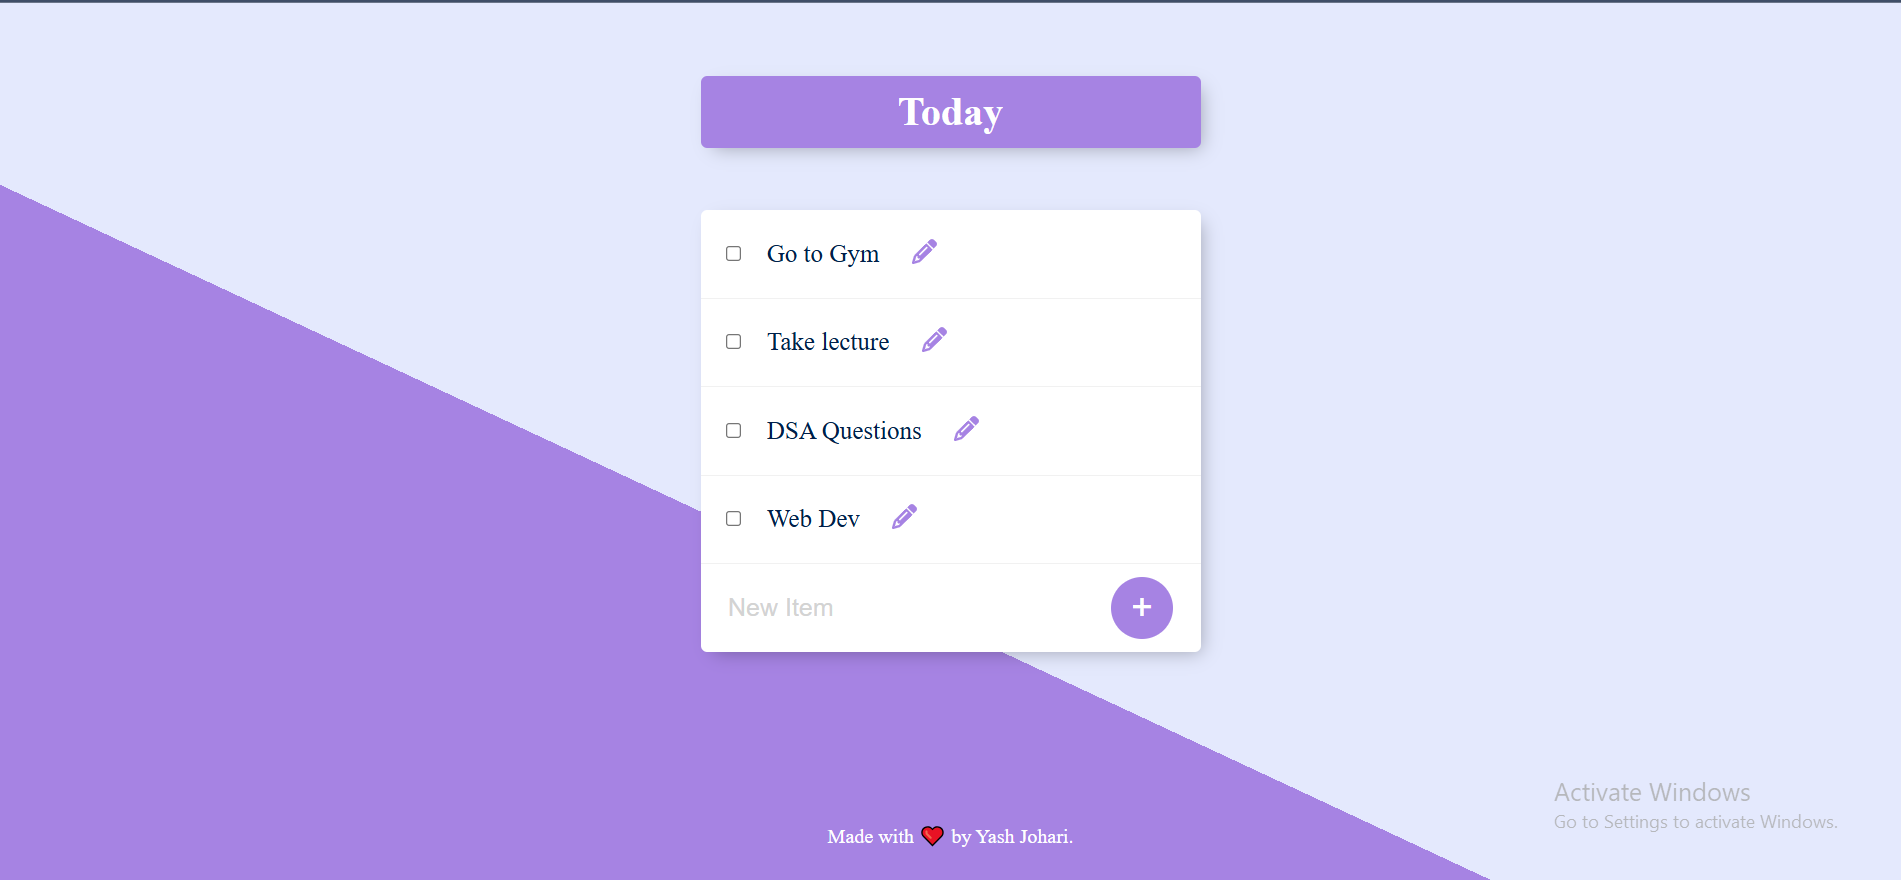 Today
Go to Gym
Take lecture
DSA Questions
Web Dev
New Item
+
Activate Windows
Go to Settings to activate Windows.
Made with ❤️ by Yash Johari.